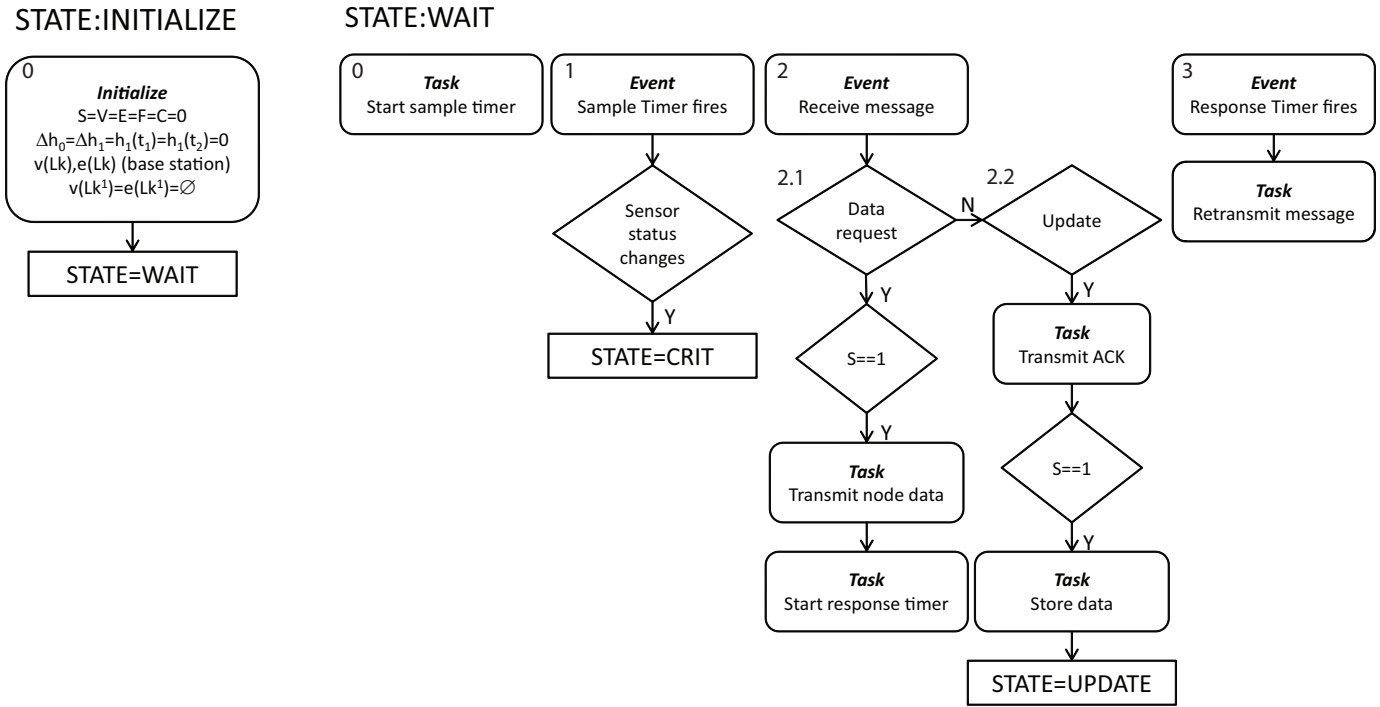 STATE:INITIALIZE
0
Initialize
S=V=E=F=C=0
Δh₀=Δh₁=h₁(t₁)=h₁(t₂)=0
v(Lk),e(Lk) (base station)
v(Lk¹)=e(Lk¹)=∅
STATE=WAIT
STATE:WAIT
0
Task
Start sample timer
1
Event
Sample Timer fires
Sensor
status
changes
Y
STATE=CRIT
2
Event
Receive message
2.1
Data
request
N
Y
S==1
Y
Task
Transmit node data
Task
Start response timer
2.2
Update
Y
Task
Transmit ACK
S==1
Y
Task
Store data
STATE=UPDATE
3
Event
Response Timer fires
Task
Retransmit message